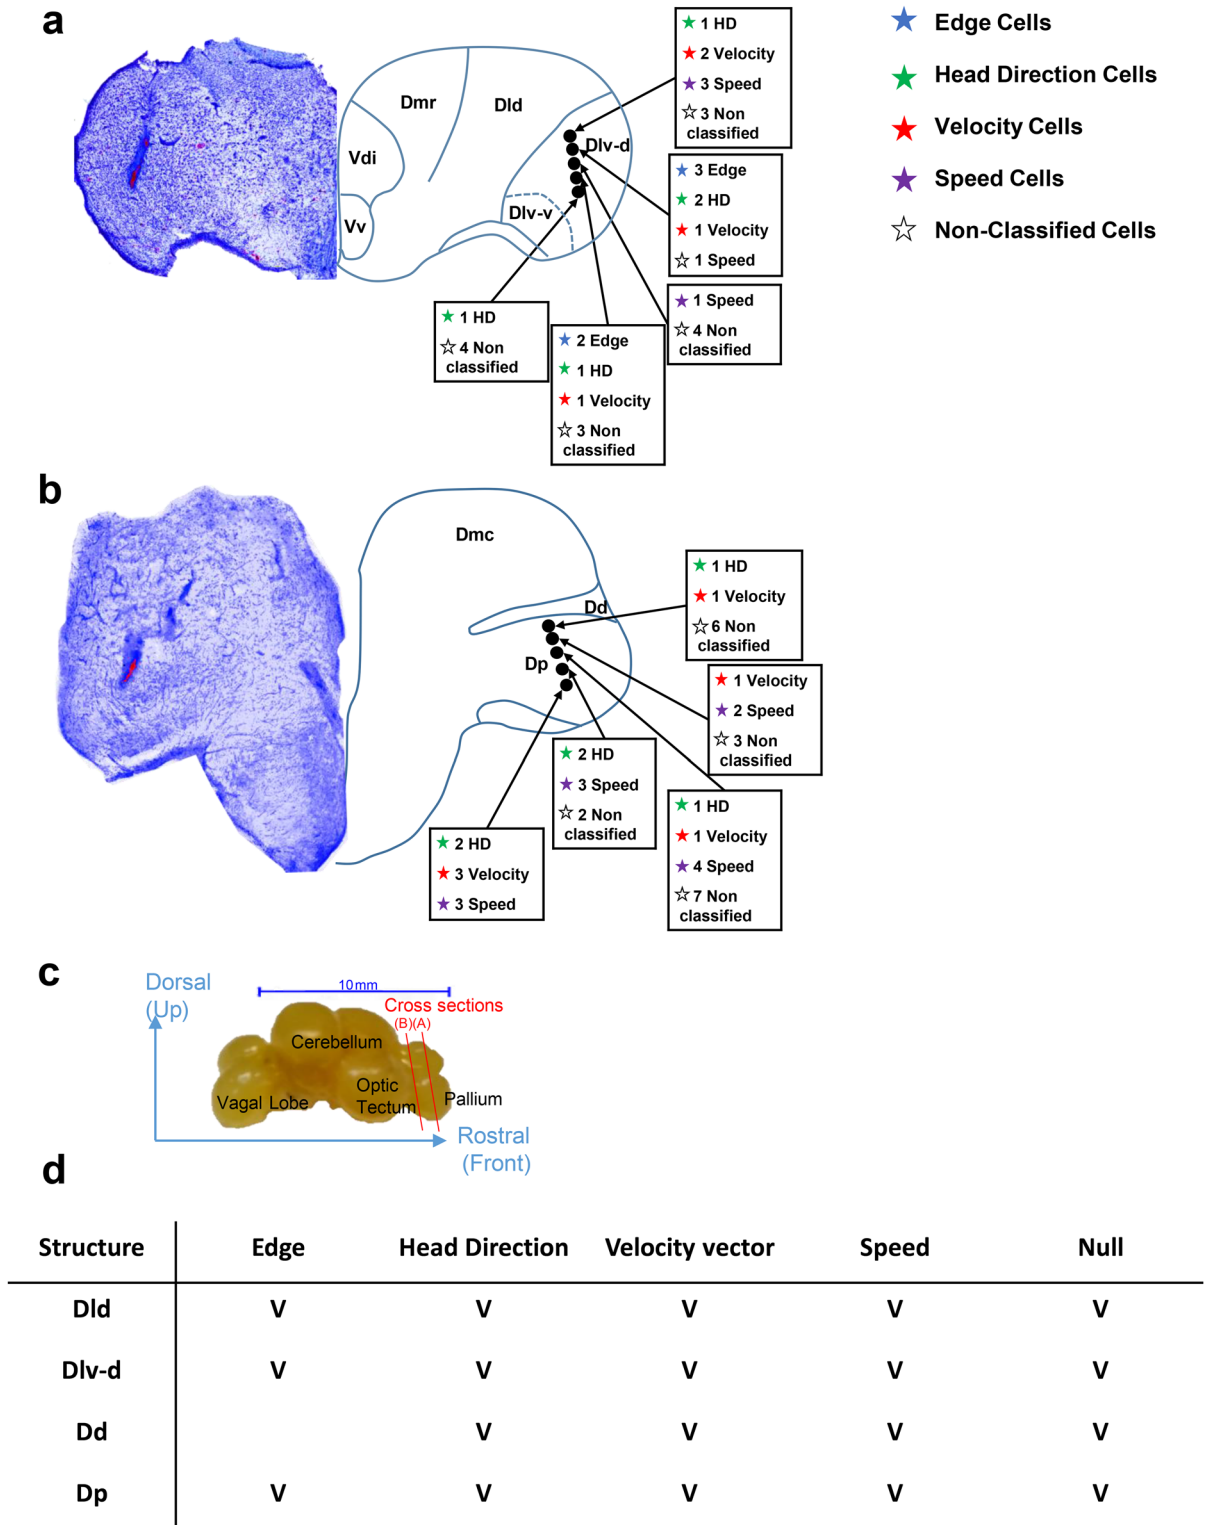 a
Edge Cells
Head Direction Cells
Velocity Cells
Speed Cells
Non-Classified Cells
Dmr
Dld
Vdi
Vv
Dlv-d
Dlv-v
1 HD
2 Velocity
3 Speed
3 Non
classified
3 Edge
2 HD
1 Velocity
1 Speed
1 Speed
4 Non
classified
1 HD
4 Non
classified
2 Edge
1 HD
1 Velocity
3 Non
classified
b
Dmc
Dd
Dp
1 HD
1 Velocity
6 Non
classified
1 Velocity
2 Speed
3 Non
classified
2 HD
3 Speed
2 Non
classified
1 HD
1 Velocity
4 Speed
7 Non
classified
2 HD
3 Velocity
3 Speed
c
Dorsal
(Up)
10mm
Cross sections
(B)(A)
Cerebellum
Optic
Tectum
Vagal Lobe
Pallium
Rostral
(Front)
d
Structure Edge Head Direction Velocity vector Speed Null
Dld V V V V V
Dlv-d V V V V V
Dd V V V V
Dp V V V V V